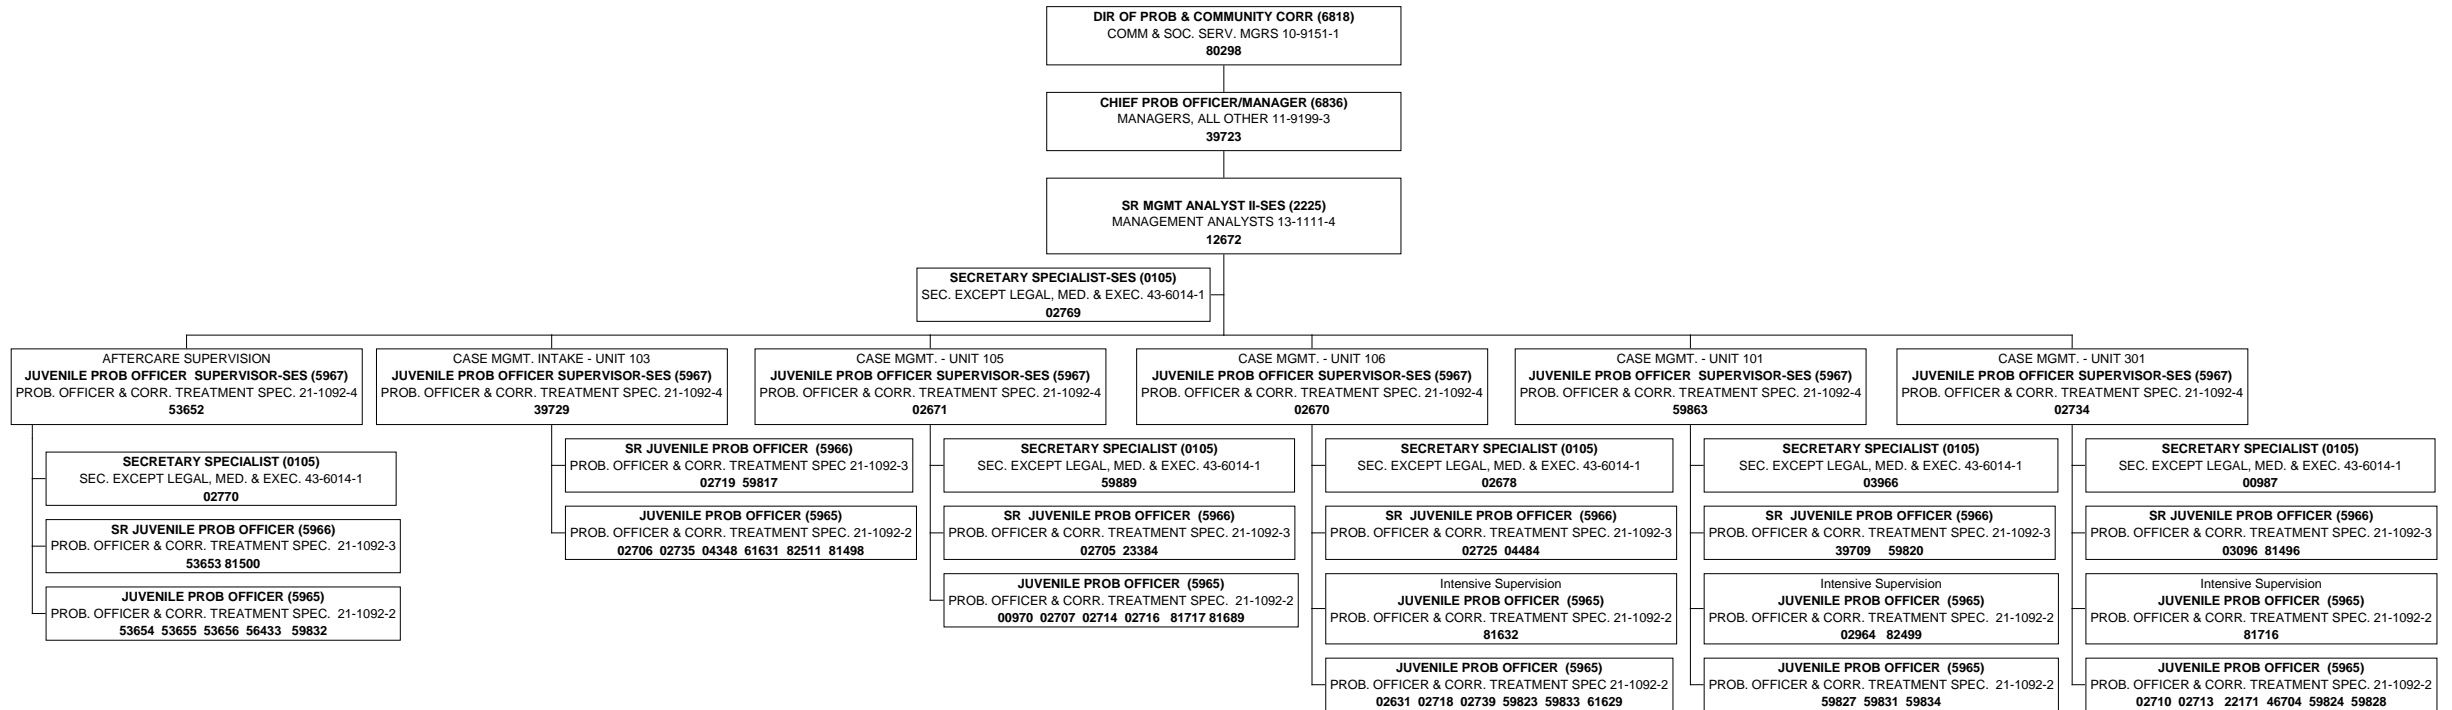 DIR OF PROB & COMMUNITY CORR (6818)
COMM & SOC. SERV. MGRS 10-9151-1
80298
CHIEF PROB OFFICER/MANAGER (6836)
MANAGERS, ALL OTHER 11-9199-3
39723
SR MGMT ANALYST II-SES (2225)
MANAGEMENT ANALYSTS 13-1111-4
12672
SECRETARY SPECIALIST-SES (0105)
SEC. EXCEPT LEGAL, MED. & EXEC. 43-6014-1
02769
AFTERCARE SUPERVISION
JUVENILE PROB OFFICER SUPERVISOR-SES (5967)
PROB. OFFICER & CORR. TREATMENT SPEC. 21-1092-4
53652
SECRETARY SPECIALIST (0105)
SEC. EXCEPT LEGAL, MED. & EXEC. 43-6014-1
02770
SR JUVENILE PROB OFFICER (5966)
PROB. OFFICER & CORR. TREATMENT SPEC. 21-1092-3
53653 81500
JUVENILE PROB OFFICER (5965)
PROB. OFFICER & CORR. TREATMENT SPEC. 21-1092-2
53654 53655 53656 56433 59832
CASE MGMT. INTAKE - UNIT 103
JUVENILE PROB OFFICER SUPERVISOR-SES (5967)
PROB. OFFICER & CORR. TREATMENT SPEC. 21-1092-4
39729
SR JUVENILE PROB OFFICER (5966)
PROB. OFFICER & CORR. TREATMENT SPEC 21-1092-3
02719 59817
JUVENILE PROB OFFICER (5965)
PROB. OFFICER & CORR. TREATMENT SPEC. 21-1092-2
02706 02735 04348 61631 82511 81498
CASE MGMT. - UNIT 105
JUVENILE PROB OFFICER SUPERVISOR-SES (5967)
PROB. OFFICER & CORR. TREATMENT SPEC. 21-1092-4
02671
SECRETARY SPECIALIST (0105)
SEC. EXCEPT LEGAL, MED. & EXEC. 43-6014-1
59889
SR JUVENILE PROB OFFICER (5966)
PROB. OFFICER & CORR. TREATMENT SPEC. 21-1092-3
02705 23384
JUVENILE PROB OFFICER (5965)
PROB. OFFICER & CORR. TREATMENT SPEC. 21-1092-2
00970 02707 02714 02716 81717 81689
CASE MGMT. - UNIT 106
JUVENILE PROB OFFICER SUPERVISOR-SES (5967)
PROB. OFFICER & CORR. TREATMENT SPEC. 21-1092-4
02670
SECRETARY SPECIALIST (0105)
SEC. EXCEPT LEGAL, MED. & EXEC. 43-6014-1
02678
SR JUVENILE PROB OFFICER (5966)
PROB. OFFICER & CORR. TREATMENT SPEC. 21-1092-3
02725 04484
Intensive Supervision
JUVENILE PROB OFFICER (5965)
PROB. OFFICER & CORR. TREATMENT SPEC. 21-1092-2
81632
JUVENILE PROB OFFICER (5965)
PROB. OFFICER & CORR. TREATMENT SPEC 21-1092-2
02631 02718 02739 59823 59833 61629
CASE MGMT. - UNIT 101
JUVENILE PROB OFFICER SUPERVISOR-SES (5967)
PROB. OFFICER & CORR. TREATMENT SPEC. 21-1092-4
59863
SECRETARY SPECIALIST (0105)
SEC. EXCEPT LEGAL, MED. & EXEC. 43-6014-1
03966
SR JUVENILE PROB OFFICER (5966)
PROB. OFFICER & CORR. TREATMENT SPEC. 21-1092-3
39709 59820
Intensive Supervision
JUVENILE PROB OFFICER (5965)
PROB. OFFICER & CORR. TREATMENT SPEC. 21-1092-2
02964 82499
JUVENILE PROB OFFICER (5965)
PROB. OFFICER & CORR. TREATMENT SPEC. 21-1092-2
59827 59831 59834
CASE MGMT. - UNIT 301
JUVENILE PROB OFFICER SUPERVISOR-SES (5967)
PROB. OFFICER & CORR. TREATMENT SPEC. 21-1092-4
02734
SECRETARY SPECIALIST (0105)
SEC. EXCEPT LEGAL, MED. & EXEC. 43-6014-1
00987
SR JUVENILE PROB OFFICER (5966)
PROB. OFFICER & CORR. TREATMENT SPEC. 21-1092-3
03096 81496
Intensive Supervision
JUVENILE PROB OFFICER (5965)
PROB. OFFICER & CORR. TREATMENT SPEC. 21-1092-2
81716
JUVENILE PROB OFFICER (5965)
PROB. OFFICER & CORR. TREATMENT SPEC. 21-1092-2
02710 02713 22171 46704 59824 59828